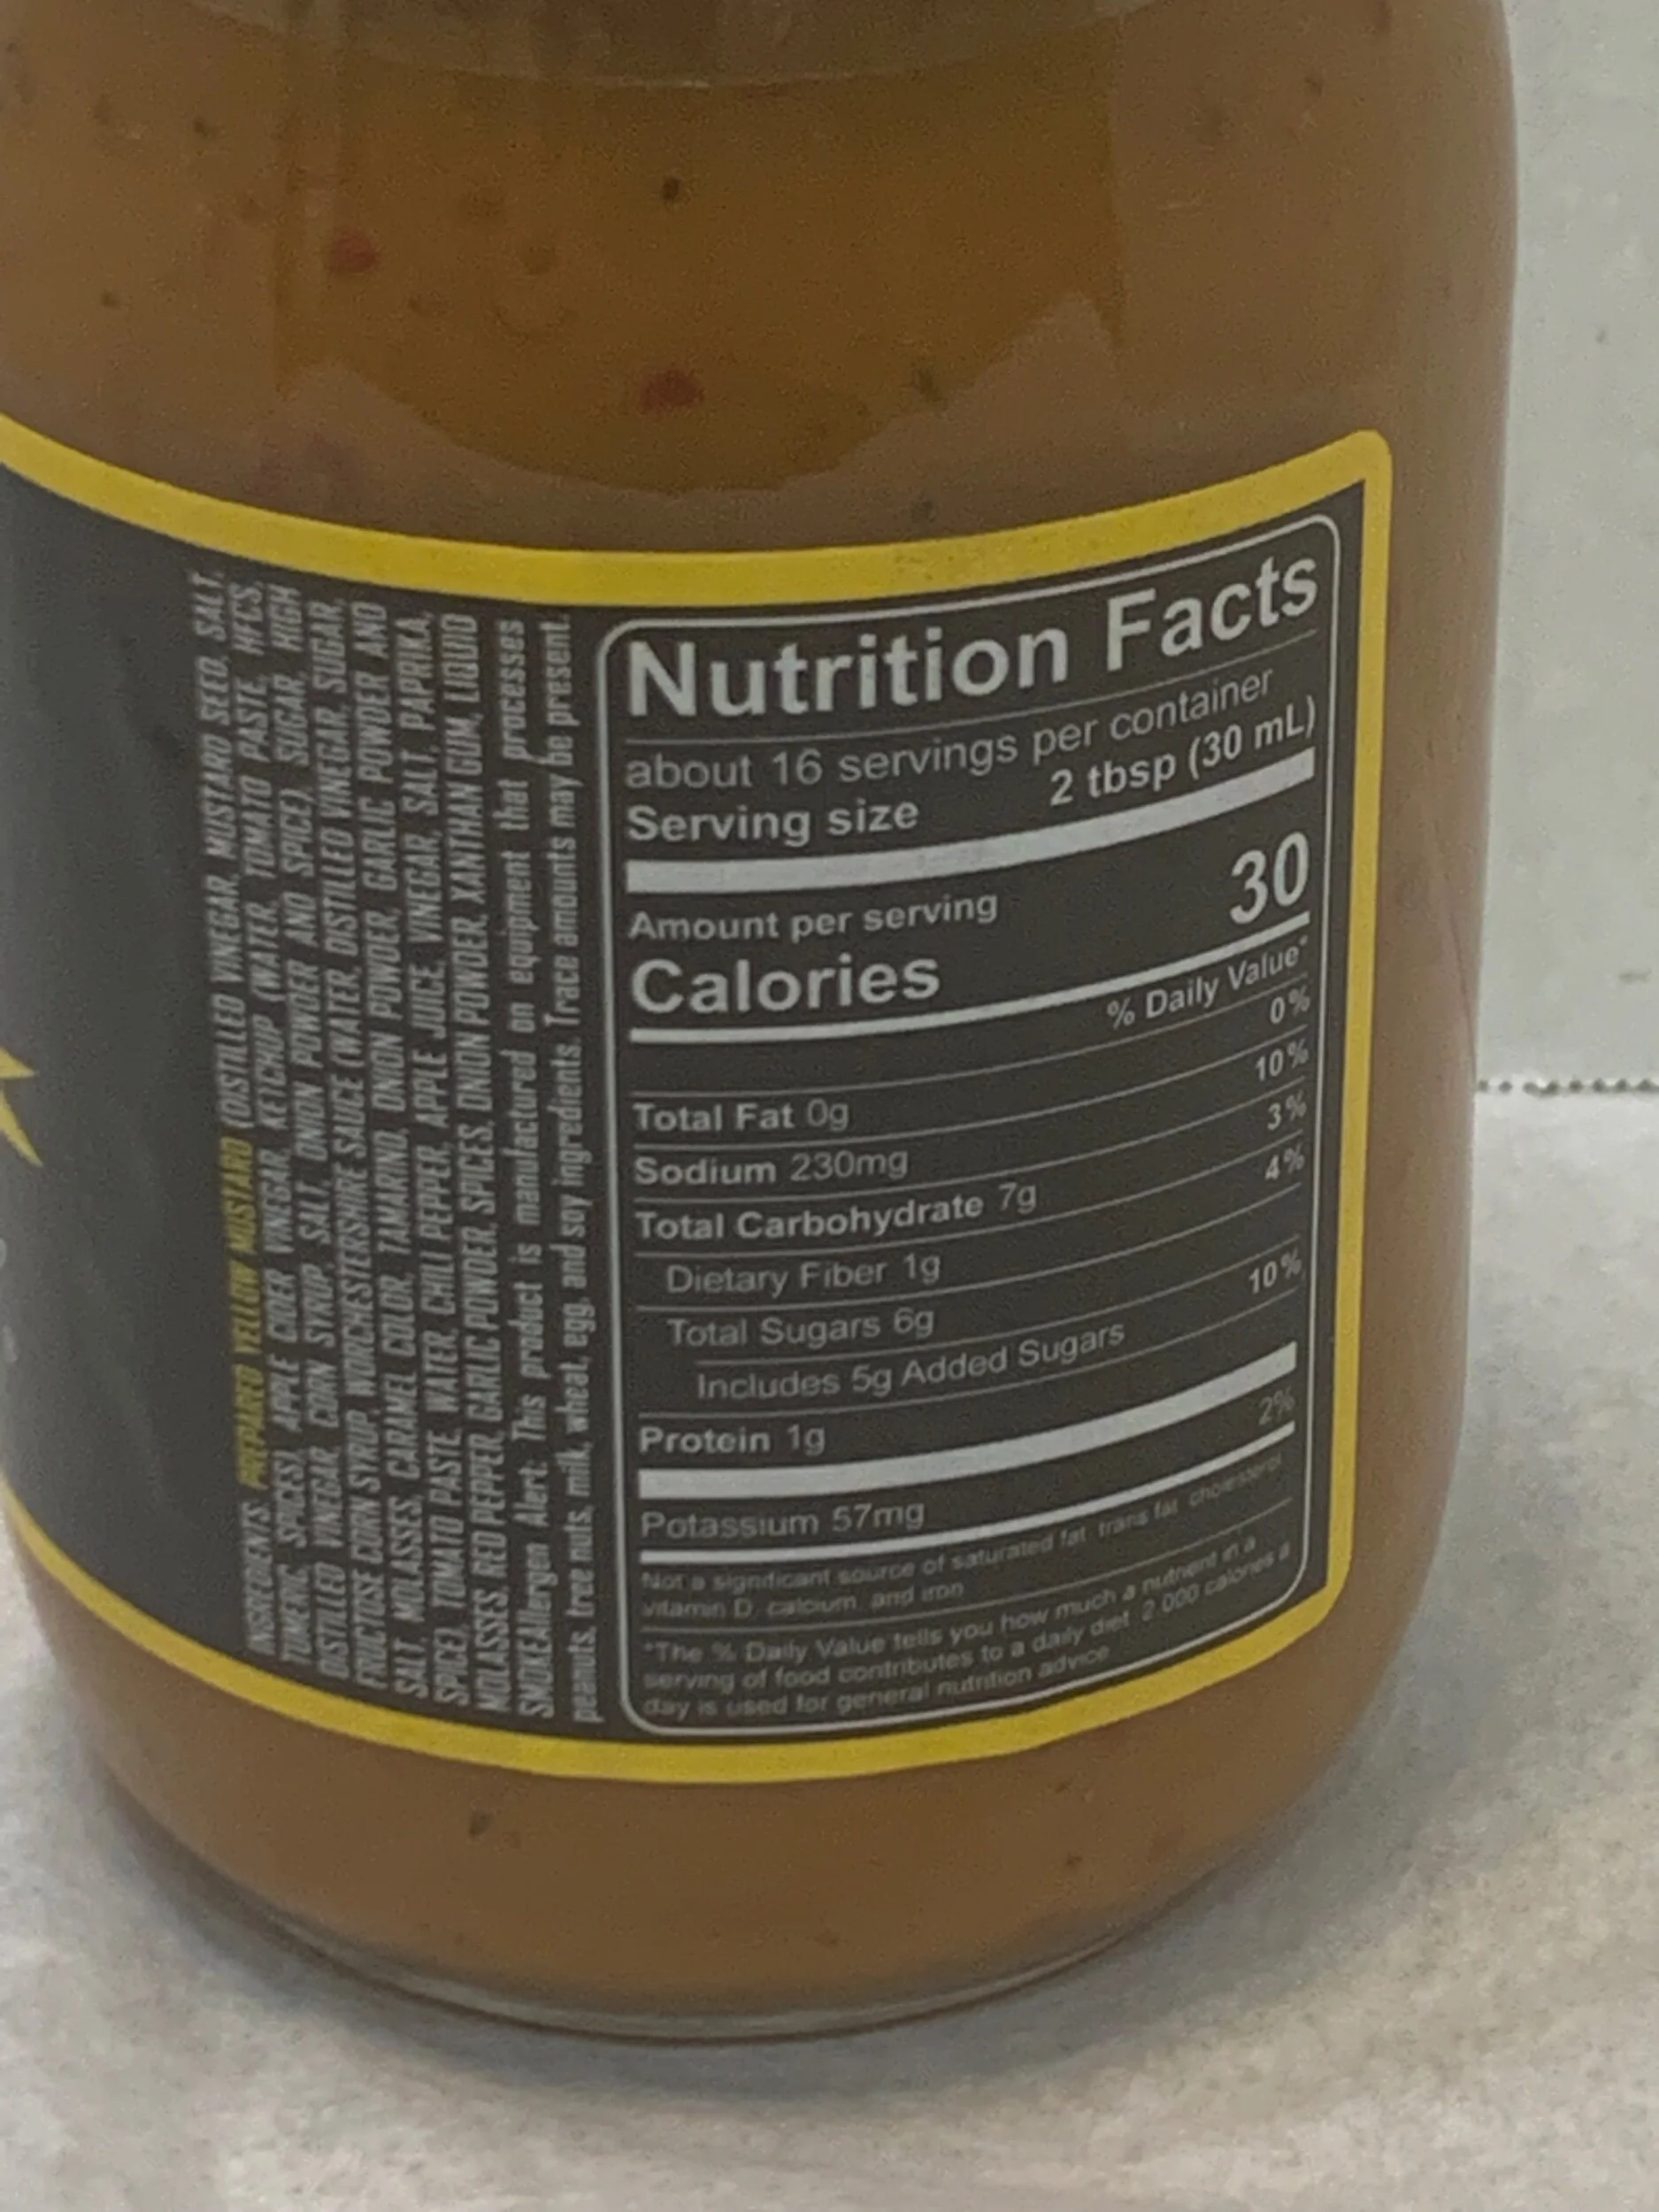 INGREDIENTS: PREPARED YELLOW MUSTARD (DISTILLED VINEGAR, MUSTARD SEED, SALT,
TUMERIC, SPICES), APPLE CIDER VINEGAR, KETCHUP (WATER, TOMATO PASTE, HFCS,
DISTILLED VINEGAR, CORN SYRUP, SALT, ONION POWDER AND SPICE), SUGAR, HIGH
FRUCTOSE CORN SYRUP, WORCHESTERSHIRE SAUCE (WATER, DISTILLED VINEGAR, SUGAR,
SALT, MOLASSES, CARAMEL COLOR, TAMARIND, ONION POWDER, GARLIC POWDER AND
SPICE), TOMATO PASTE, WATER, CHILI PEPPER, APPLE JUICE, VINEGAR, SALT, PAPRIKA,
MOLASSES, RED PEPPER, GARLIC POWDER, SPICES, ONION POWDER, XANTHAN GUM, LIQUID
SMOKEAllergen Alert: This product is manufactured on equipment that processes
peanuts, tree nuts, milk, wheat, egg, and soy ingredients. Trace amounts may be present.
Nutrition Facts
about 16 servings per container
Serving size 2 tbsp (30 mL)
Amount per serving
Calories 30
% Daily Value*
Total Fat 0g 0%
Sodium 230mg 10%
Total Carbohydrate 7g 3%
Dietary Fiber 1g 4%
Total Sugars 6g
Includes 5g Added Sugars 10%
Protein 1g
Potassium 57mg 2%
Not a significant source of saturated fat, trans fat, cholesterol,
vitamin D, calcium, and iron
*The % Daily Value tells you how much a nutrient in a
serving of food contributes to a daily diet. 2,000 calories a
day is used for general nutrition advice